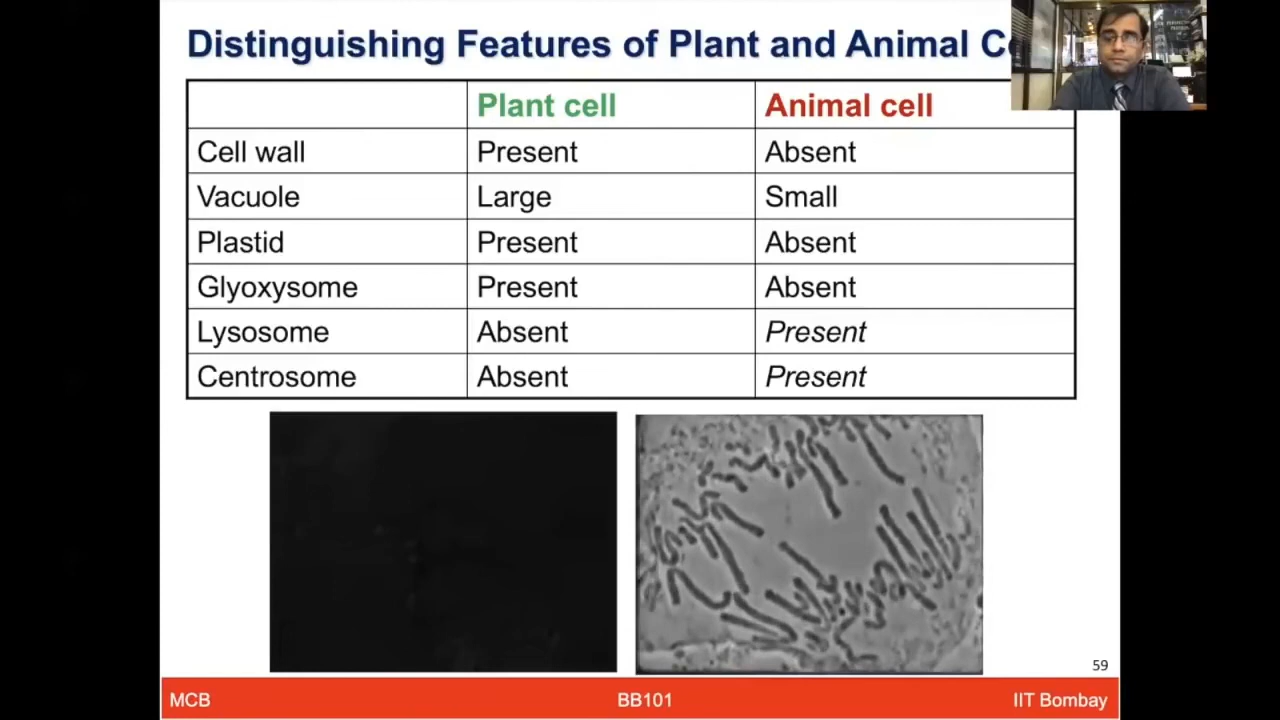 Distinguishing Features of Plant and Animal
Plant cell Animal cell
Cell wall Present Absent
Vacuole Large Small
Plastid Present Absent
Glyoxysome Present Absent
Lysosome Absent Present
Centrosome Absent Present
59
MCB BB101 IIT Bombay